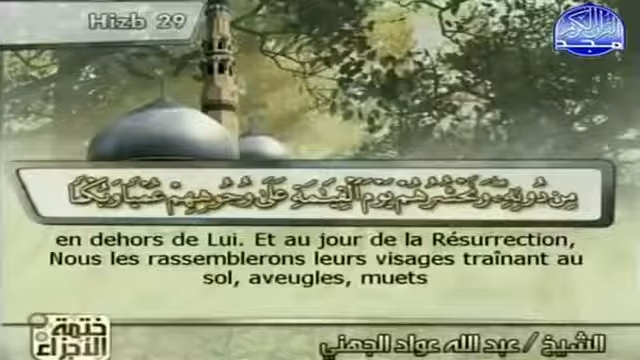 Hizb 29
مجد
مِن دُونِهِۦ وَنَحْشُرُهُمْ يَوْمَ ٱلْقِيَـٰمَةِ عَلَىٰ وُجُوهِهِمْ عُمْيًا وَبُكْمًا
en dehors de Lui. Et au jour de la Résurrection,
Nous les rassemblerons leurs visages traînant au
sol, aveugles, muets
ختمة
الأجزاء
الشيخ / عبد الله عواد الجهني